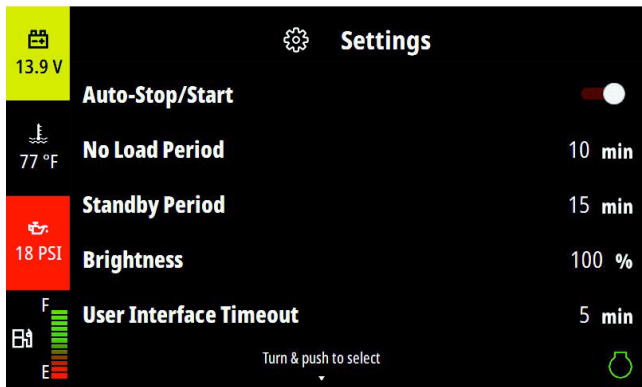 Settings
13.9 V
Auto-Stop/Start
77 °F
No Load Period 10 min
Standby Period 15 min
18 PSI
Brightness 100 %
F
User Interface Timeout 5 min
E
Turn & push to select